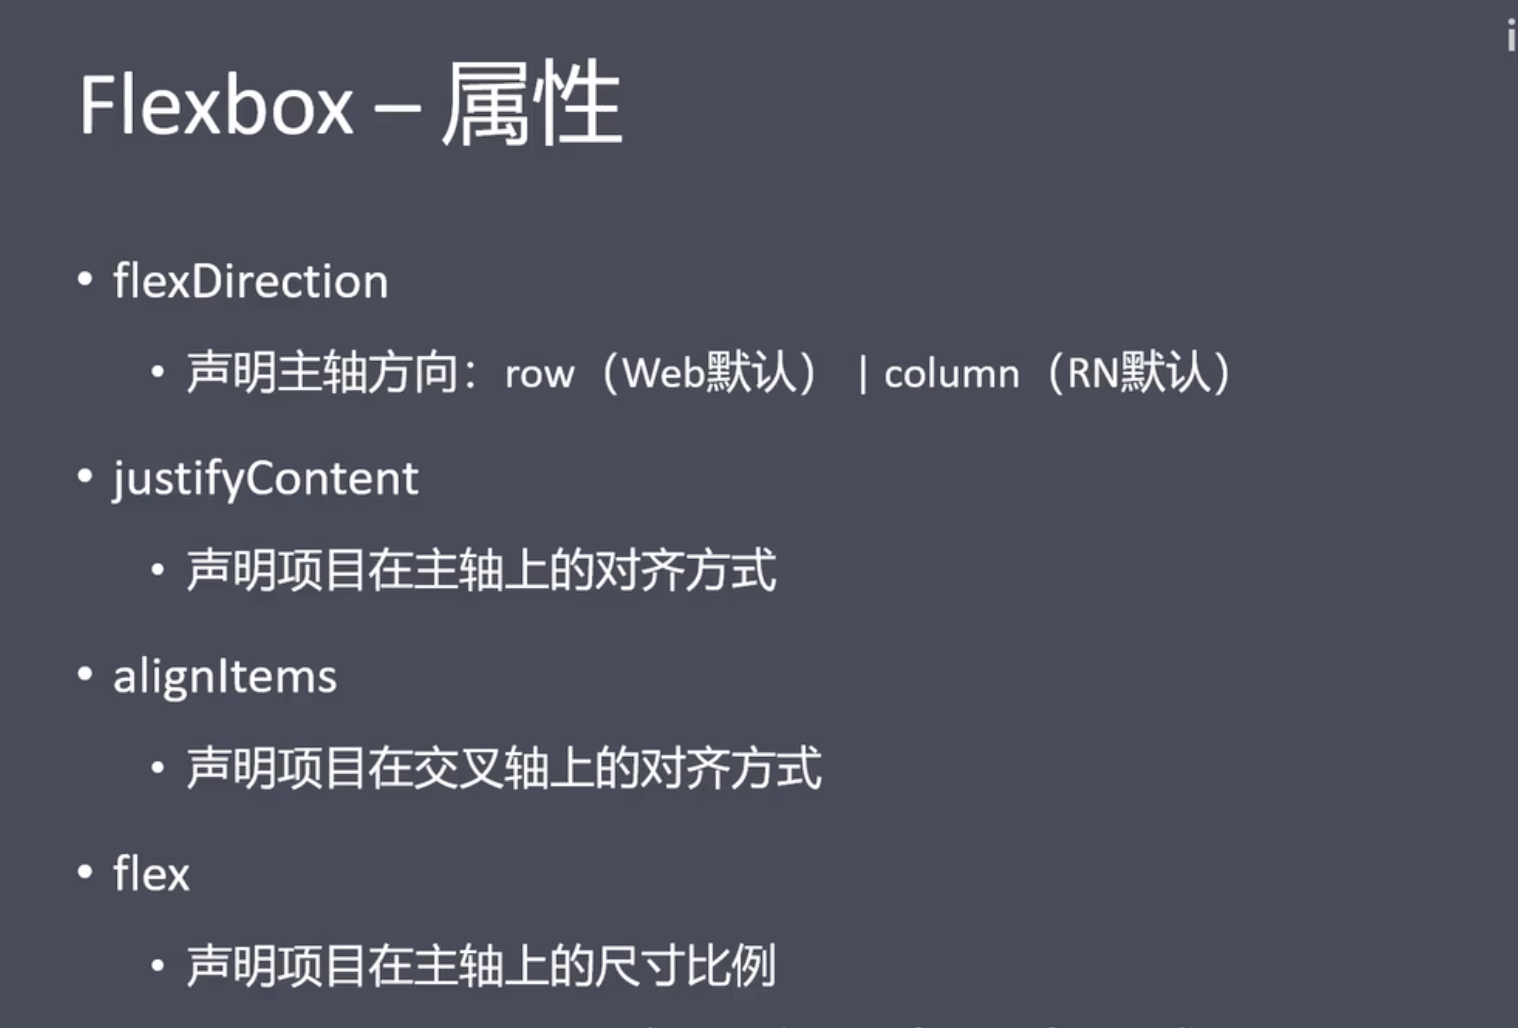 Flexbox – 属性
• flexDirection
• 声明主轴方向：row（Web默认） | column（RN默认）
• justifyContent
• 声明项目在主轴上的对齐方式
• alignItems
• 声明项目在交叉轴上的对齐方式
• flex
• 声明项目在主轴上的尺寸比例